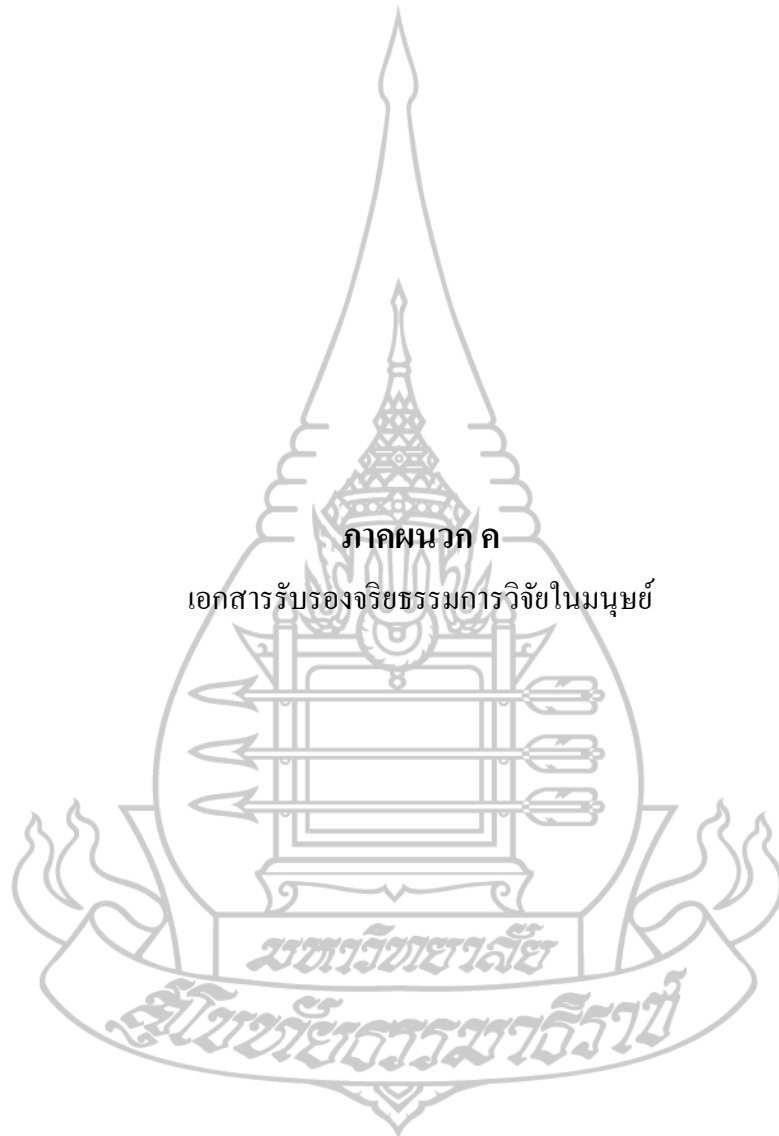 ภาคผนวก ค
เอกสารรับรองจริยธรรมการวิจัยในมนุษย์
มหาวิทยาลัย
สุโขทัยธรรมาธิราช